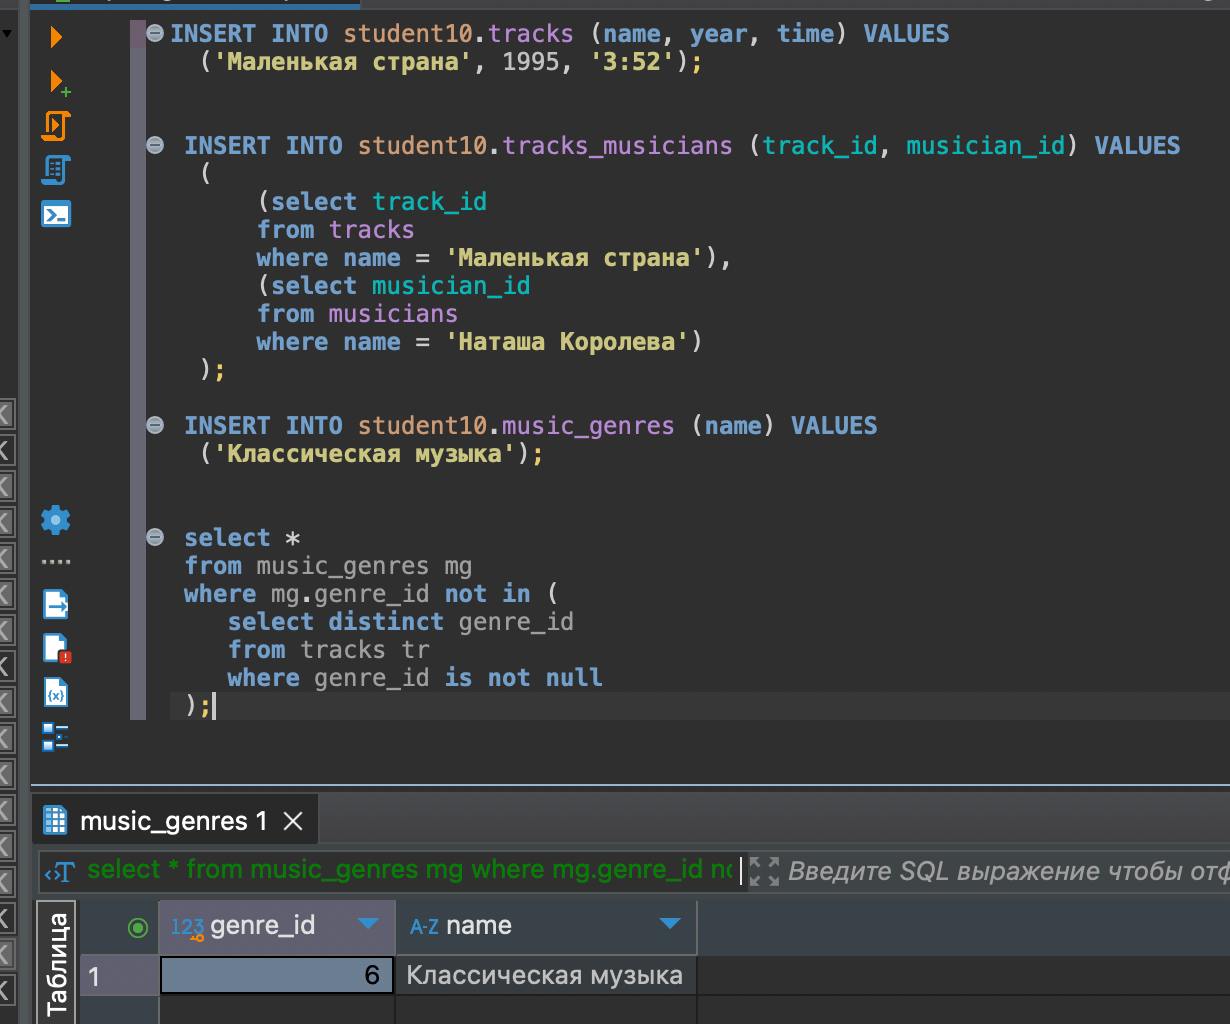 INSERT INTO student10.tracks (name, year, time) VALUES
('Маленькая страна', 1995, '3:52');
INSERT INTO student10.tracks_musicians (track_id, musician_id) VALUES
(
(select track_id
from tracks
where name = 'Маленькая страна'),
(select musician_id
from musicians
where name = 'Наташа Королева')
);
INSERT INTO student10.music_genres (name) VALUES
('Классическая музыка');
select *
from music_genres mg
where mg.genre_id not in (
select distinct genre_id
from tracks tr
where genre_id is not null
);
music_genres 1
select * from music_genres mg where mg.genre_id
Введите SQL выражение чтобы
Таблица
123 genre_id
A-Z name
1
6
Классическая музыка